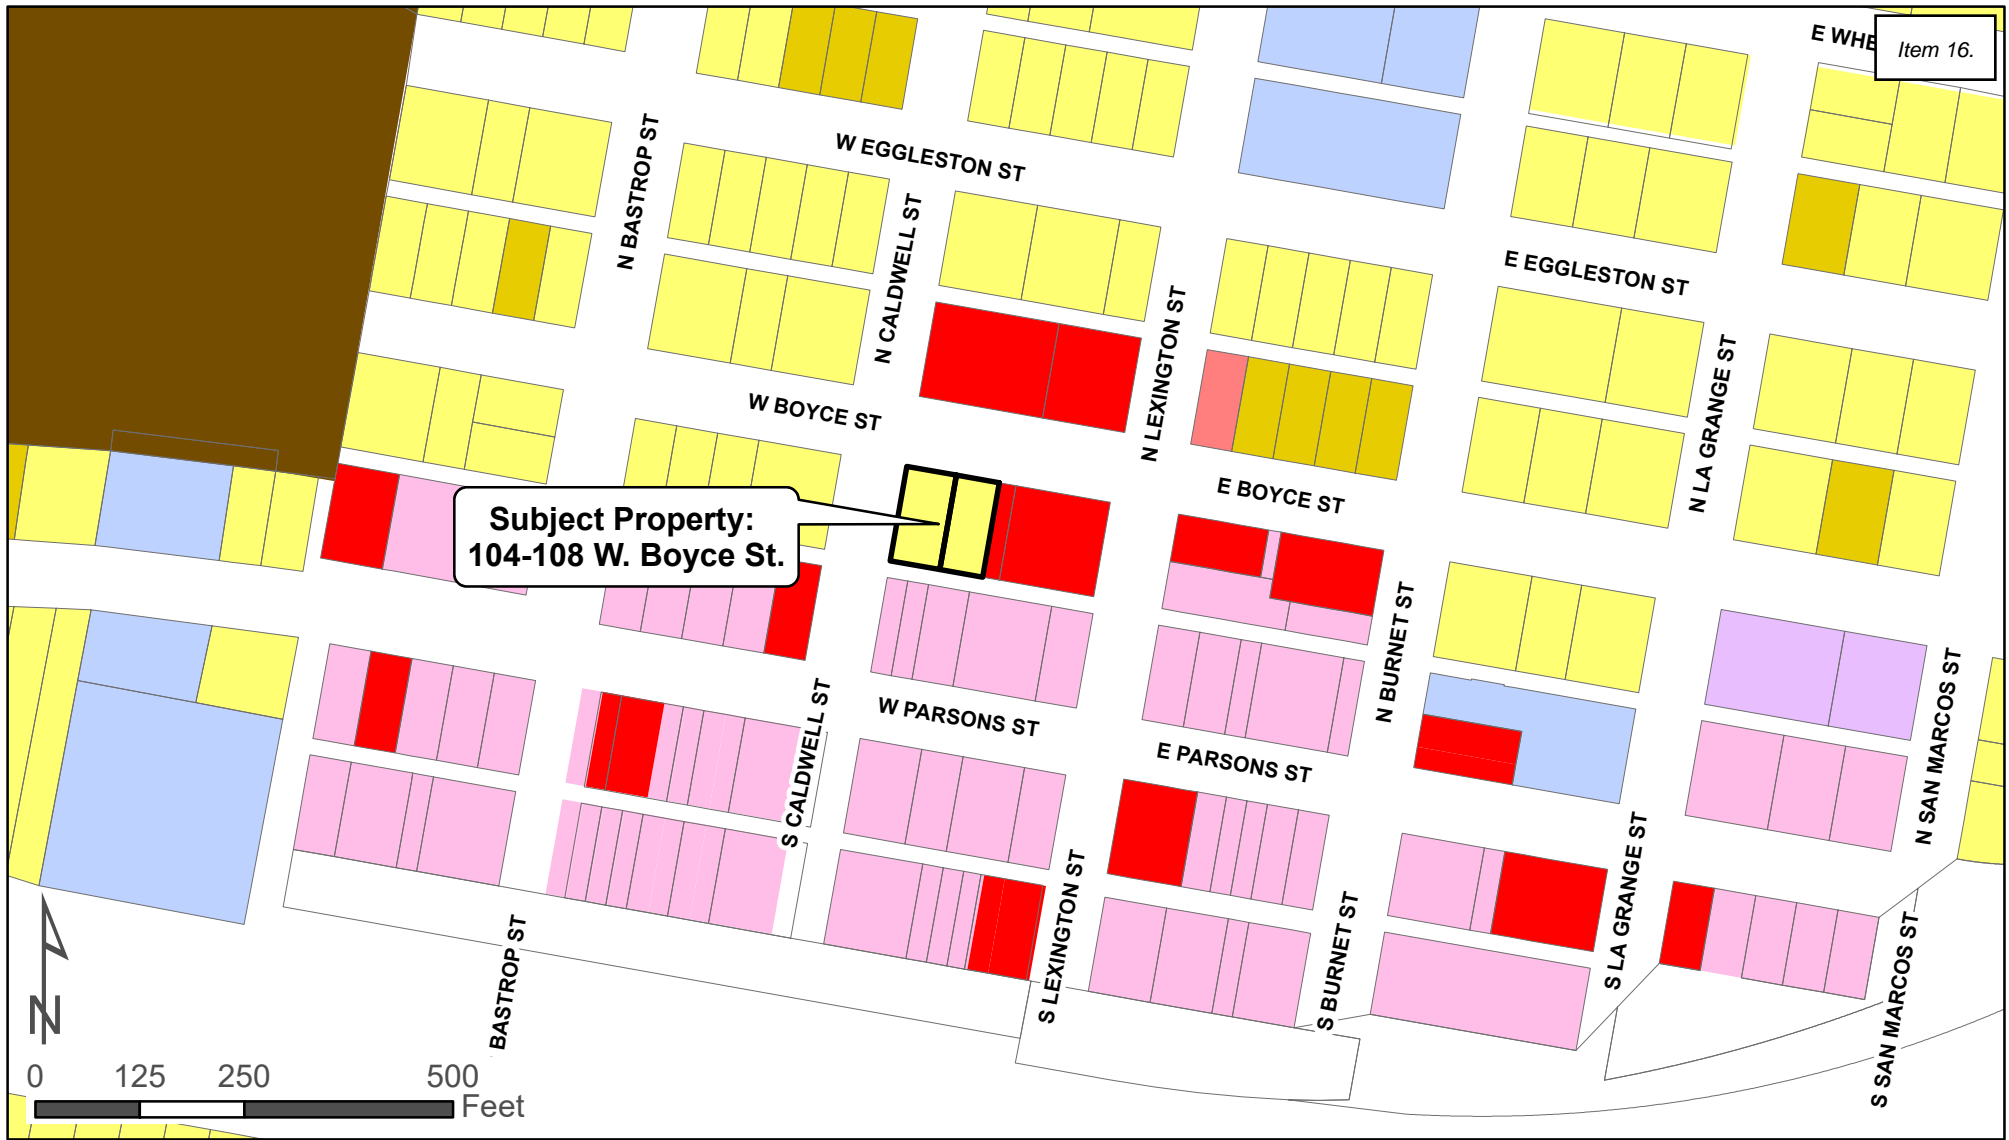 E WHE
Item 16.
W EGGLESTON ST
N BASTROP ST
N CALDWELL ST
E EGGLESTON ST
N LEXINGTON ST
N LA GRANGE ST
W BOYCE ST
E BOYCE ST
Subject Property:
104-108 W. Boyce St.
N BURNET ST
N SAN MARCOS ST
S CALDWELL ST
W PARSONS ST
E PARSONS ST
S LEXINGTON ST
S LA GRANGE ST
S BURNET ST
S SAN MARCOS ST
BASTROP ST
N
0 125 250 500
Feet